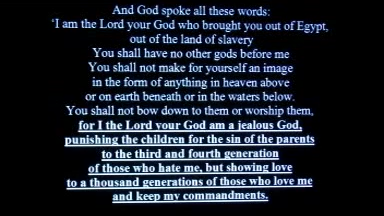 And God spoke all these words:
'I am the Lord your God who brought you out of Egypt,
out of the land of slavery
You shall have no other gods before me
You shall not make for yourself an image
in the form of anything in heaven above
or on earth beneath or in the waters below.
You shall not bow down to them or worship them,
for I the Lord your God am a jealous God,
punishing the children for the sin of the parents
to the third and fourth generation
of those who hate me, but showing love
to a thousand generations of those who love me
and keep my commandments.